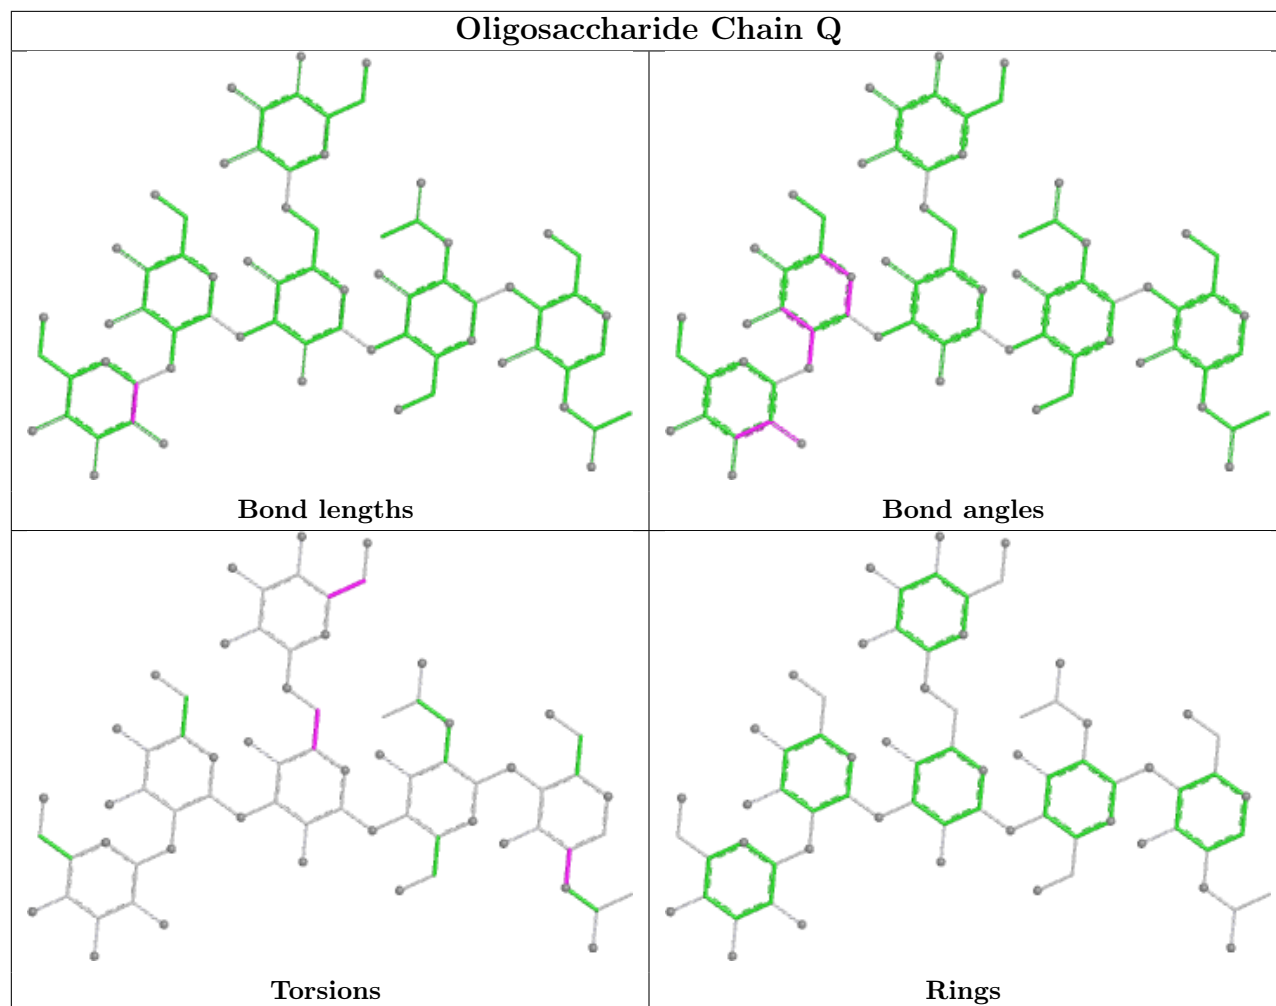 Oligosaccharide Chain Q
Bond lengths
Bond angles
Torsions
Rings